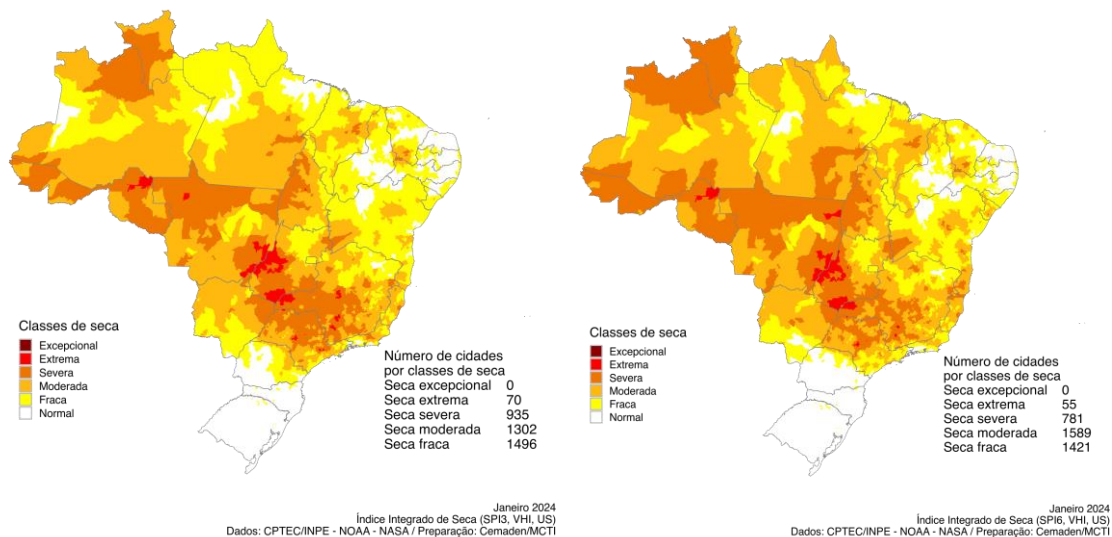 Classes de seca
Excepcional
Extrema
Severa
Moderada
Fraca
Normal
Número de cidades
por classes de seca
Seca excepcional 0
Seca extrema 70
Seca severa 935
Seca moderada 1302
Seca fraca 1496
Janeiro 2024
Índice Integrado de Seca (SPI3, VHI, US)
Dados: CPTEC/INPE - NOAA - NASA / Preparação: Cemaden/MCTI
Classes de seca
Excepcional
Extrema
Severa
Moderada
Fraca
Normal
Número de cidades
por classes de seca
Seca excepcional 0
Seca extrema 55
Seca severa 781
Seca moderada 1589
Seca fraca 1421
Janeiro 2024
Índice Integrado de Seca (SPI6, VHI, US)
Dados: CPTEC/INPE - NOAA - NASA / Preparação: Cemaden/MCTI